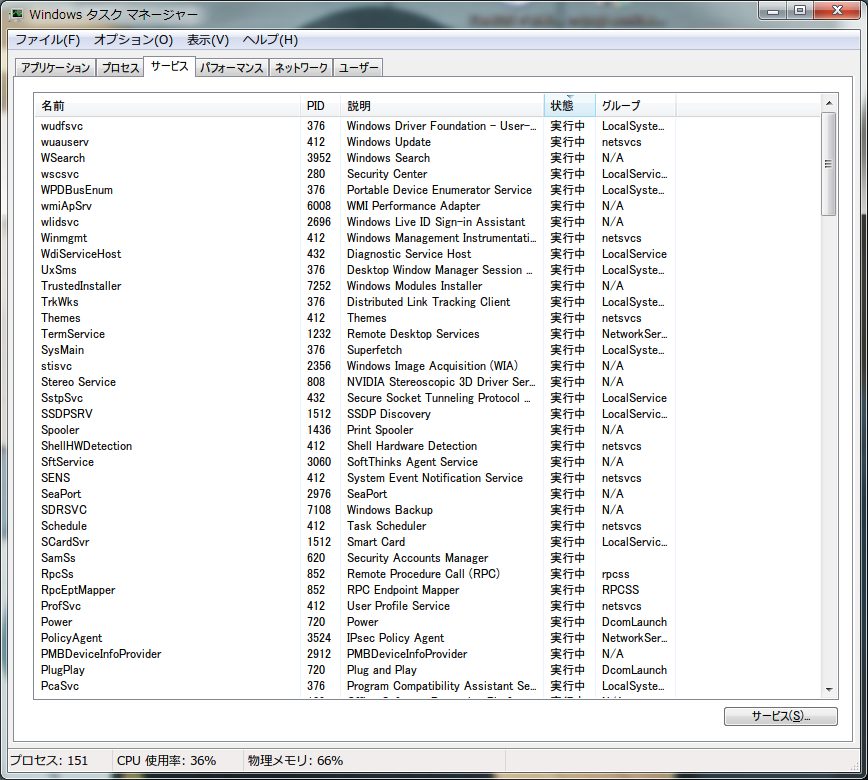 Windows タスク マネージャー
ファイル(F) オプション(O) 表示(V) ヘルプ(H)
アプリケーション プロセス サービス パフォーマンス ネットワーク ユーザー
名前 PID 説明 状態 グループ
wudfsvc 376 Windows Driver Foundation - User-... 実行中 LocalSyste...
wuauserv 412 Windows Update 実行中 netsvcs
WSearch 3952 Windows Search 実行中 N/A
wscsvc 280 Security Center 実行中 LocalServic...
WPDBusEnum 376 Portable Device Enumerator Service 実行中 LocalSyste...
wmiApSrv 6008 WMI Performance Adapter 実行中 N/A
wlidsvc 2696 Windows Live ID Sign-in Assistant 実行中 N/A
Winmgmt 412 Windows Management Instrumentati... 実行中 netsvcs
WdiServiceHost 432 Diagnostic Service Host 実行中 LocalService
UxSms 376 Desktop Window Manager Session ... 実行中 LocalSyste...
TrustedInstaller 7252 Windows Modules Installer 実行中 N/A
TrkWks 376 Distributed Link Tracking Client 実行中 LocalSyste...
Themes 412 Themes 実行中 netsvcs
TermService 1232 Remote Desktop Services 実行中 NetworkSer...
SysMain 376 Superfetch 実行中 LocalSyste...
stisvc 2356 Windows Image Acquisition (WIA) 実行中 N/A
Stereo Service 808 NVIDIA Stereoscopic 3D Driver Ser... 実行中 N/A
SstpSvc 432 Secure Socket Tunneling Protocol ... 実行中 LocalService
SSDPSRV 1512 SSDP Discovery 実行中 LocalServic...
Spooler 1436 Print Spooler 実行中 N/A
ShellHWDetection 412 Shell Hardware Detection 実行中 netsvcs
SftService 3060 SoftThinks Agent Service 実行中 N/A
SENS 412 System Event Notification Service 実行中 netsvcs
SeaPort 2976 SeaPort 実行中 N/A
SDRSVC 7108 Windows Backup 実行中 N/A
Schedule 412 Task Scheduler 実行中 netsvcs
SCardSvr 1512 Smart Card 実行中 LocalServic...
SamSs 620 Security Accounts Manager 実行中
RpcSs 852 Remote Procedure Call (RPC) 実行中 rpcss
RpcEptMapper 852 RPC Endpoint Mapper 実行中 RPCSS
ProfSvc 412 User Profile Service 実行中 netsvcs
Power 720 Power 実行中 DcomLaunch
PolicyAgent 3524 IPsec Policy Agent 実行中 NetworkSer...
PMBDeviceInfoProvider 2912 PMBDeviceInfoProvider 実行中 N/A
PlugPlay 720 Plug and Play 実行中 DcomLaunch
PcaSvc 376 Program Compatibility Assistant Se... 実行中 LocalSyste...
サービス(S)...
プロセス: 151 CPU 使用率: 36% 物理メモリ: 66%